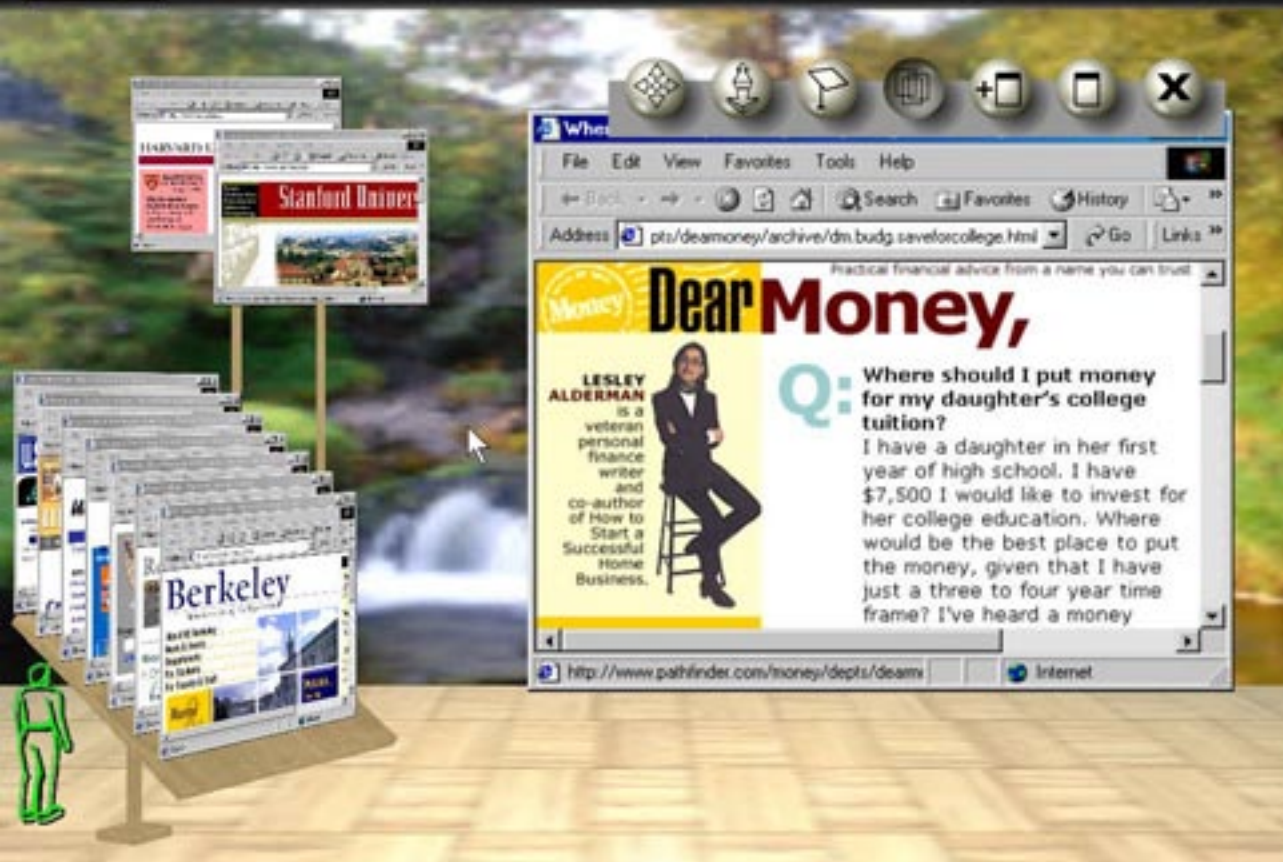 HARVARD
Stanford Univers
Berkeley
Wher
File Edit View Favorites Tools Help
Back Search Favorites History
Address pts/dearmoney/archive/dm.budg.saveforcollege.html Go Links
Practical financial advice from a name you can trust
Money
Dear Money,
LESLEY
ALDERMAN
is a
veteran
personal
finance
writer
and
co-author
of How to
Start a
Successful
Home
Business.
Q:
Where should I put money
for my daughter's college
tuition?
I have a daughter in her first
year of high school. I have
$7,500 I would like to invest for
her college education. Where
would be the best place to put
the money, given that I have
just a three to four year time
frame? I've heard a money
http://www.pathfinder.com/money/depts/dearm
Internet